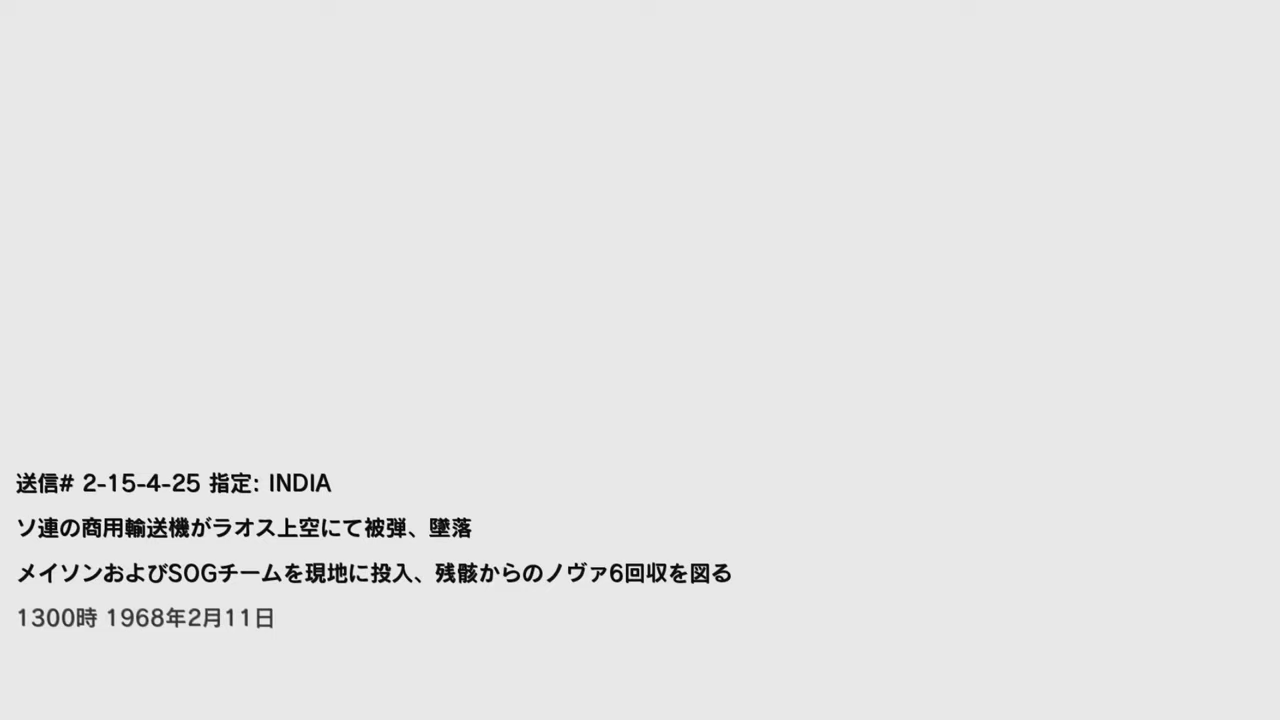 送信# 2-15-4-25 指定: INDIA
ソ連の商用輸送機がラオス上空にて被弾、墜落
メイソンおよびSOGチームを現地に投入、残骸からのノヴァ6回収を図る
1300時 1968年2月11日